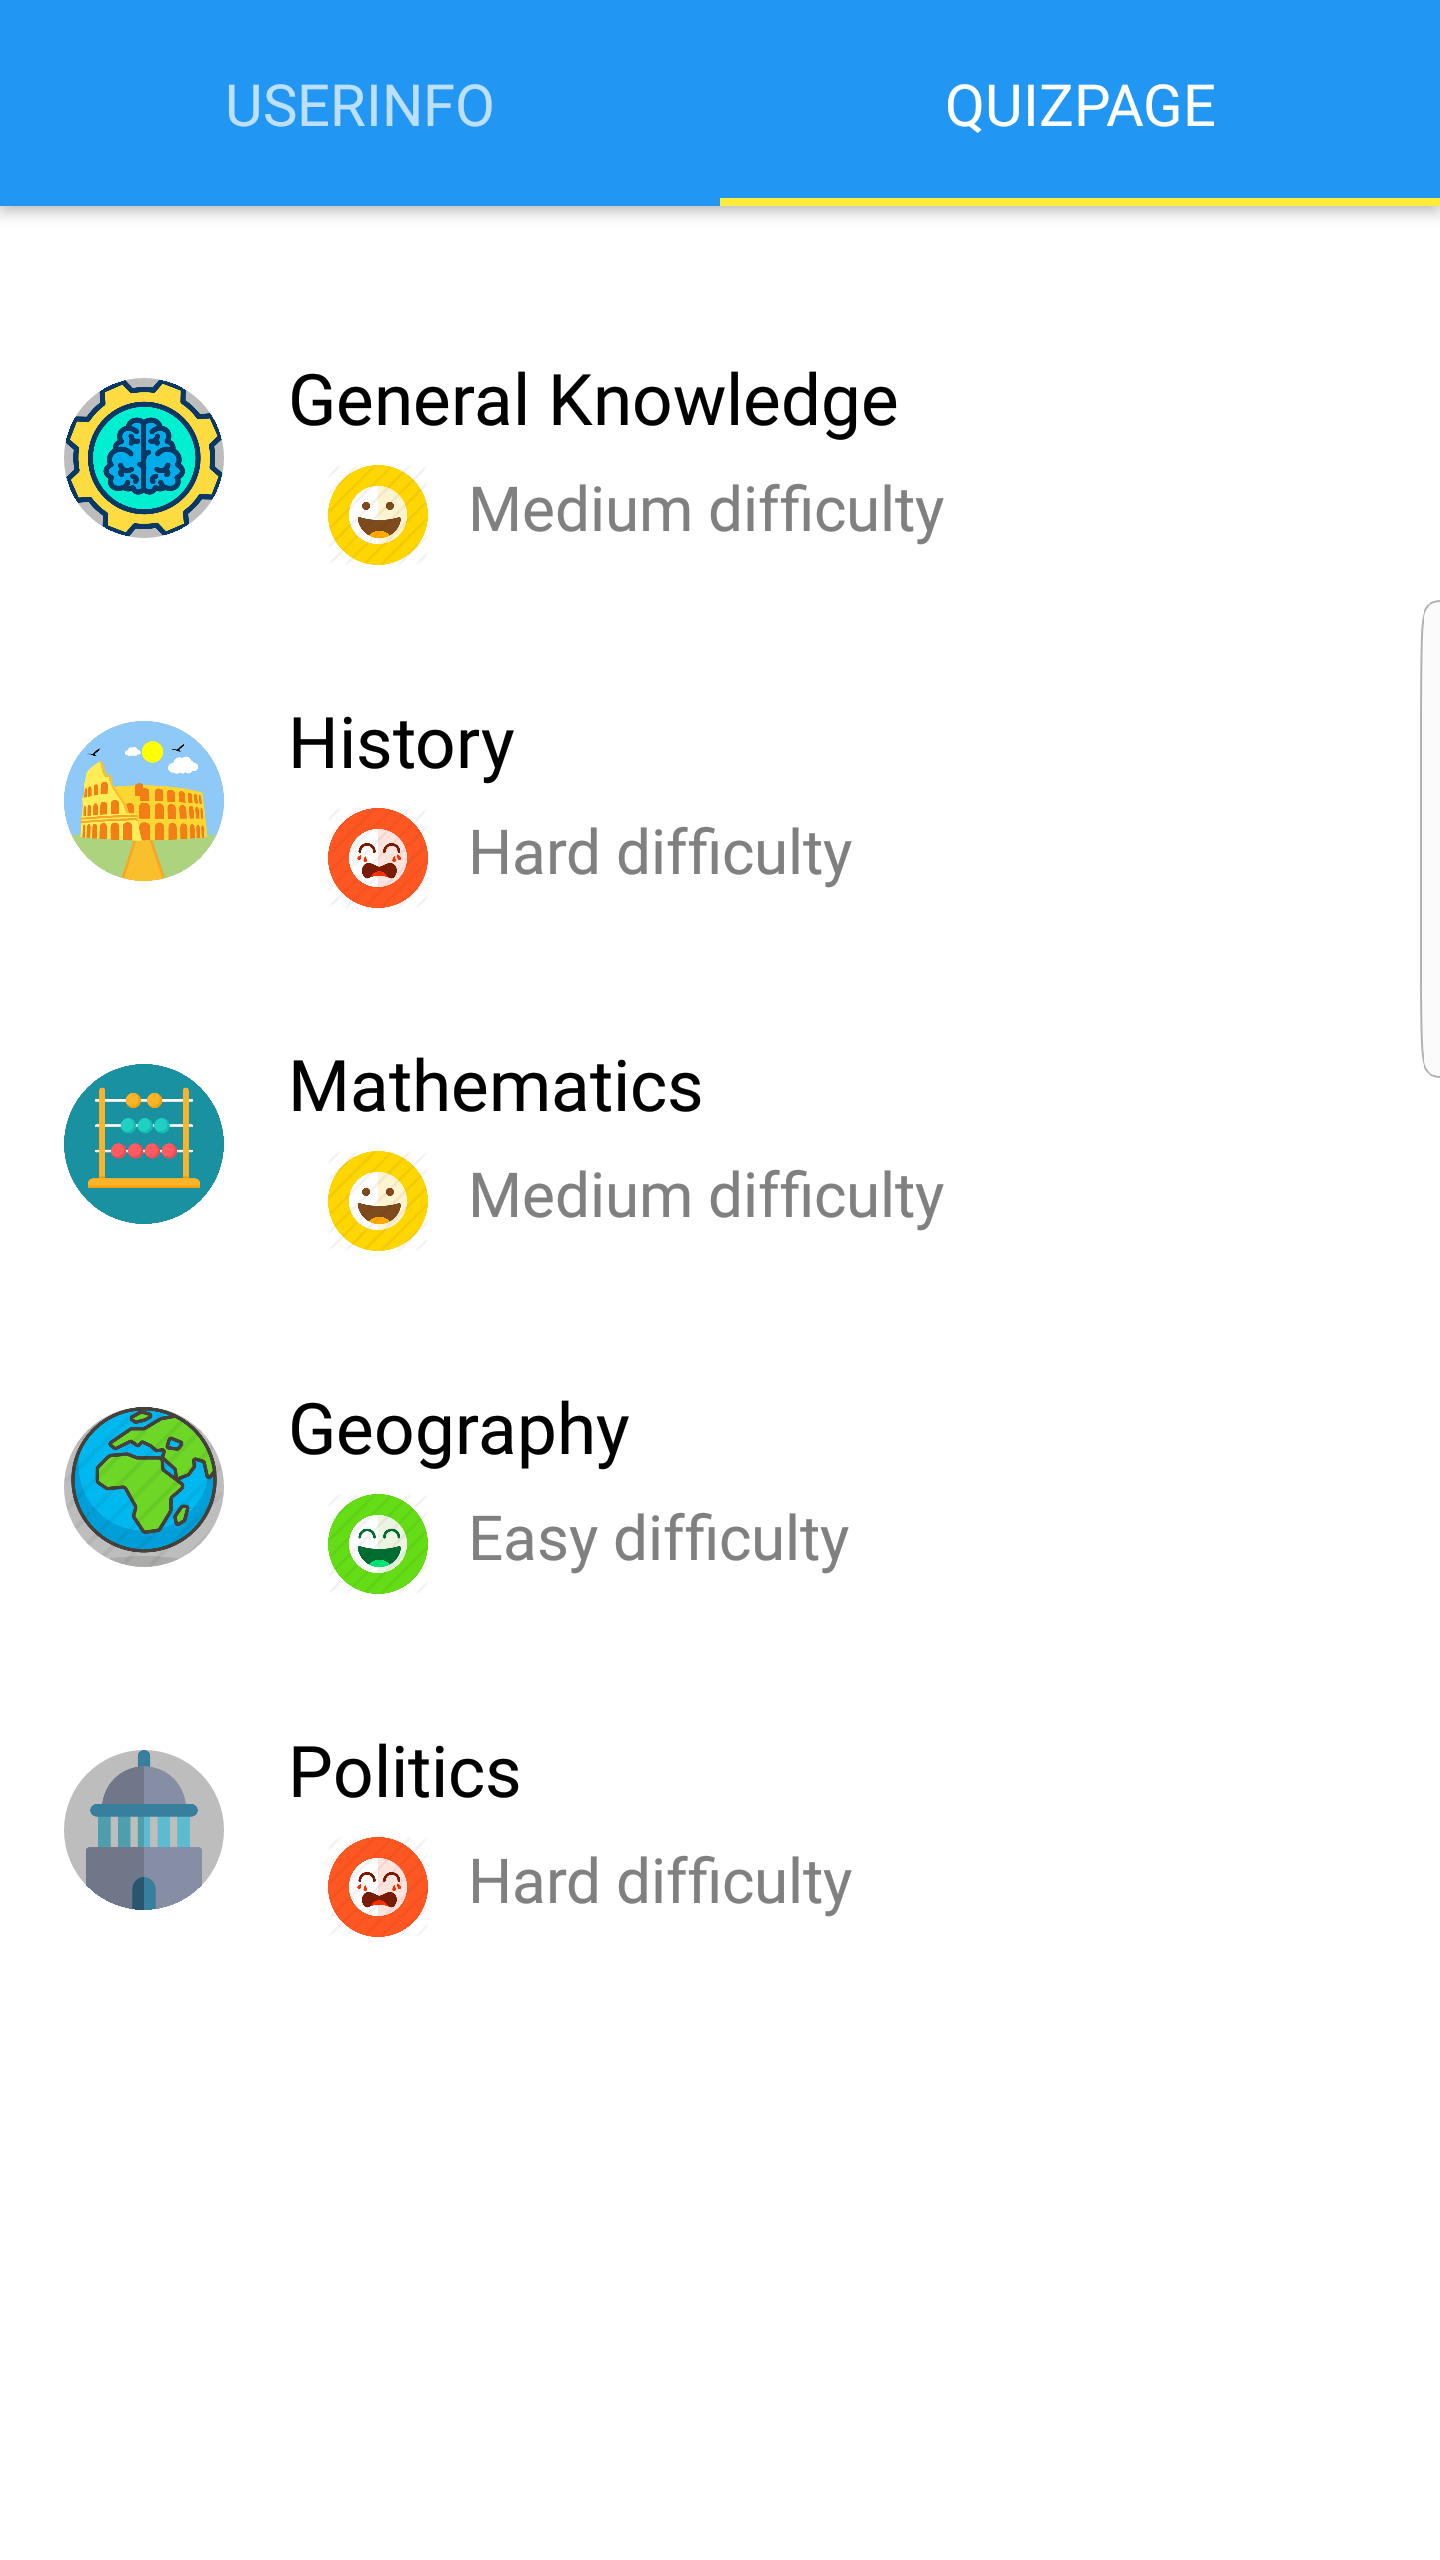 USERINFO
QUIZPAGE
General Knowledge
Medium difficulty
History
Hard difficulty
Mathematics
Medium difficulty
Geography
Easy difficulty
Politics
Hard difficulty